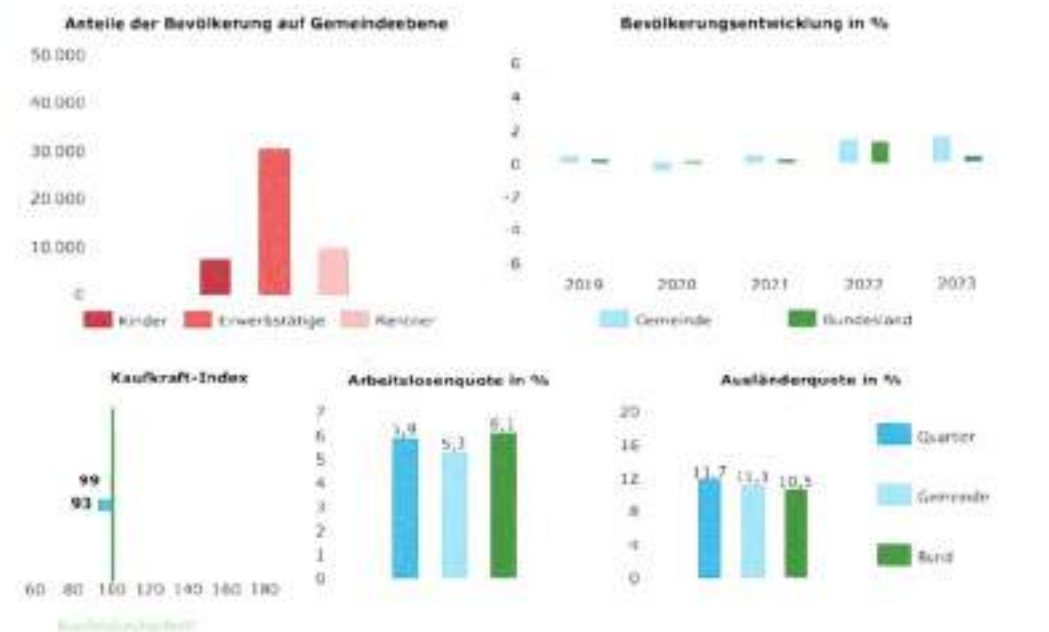 Anteile der Bevölkerung auf Gemeindeebene
50.000
40.000
30.000
20.000
10.000
0
Kinder Erwerbstätige Rentner
Bevölkerungsentwicklung in %
6
4
2
0
-2
-4
6
2019 2020 2021 2022 2023
Gemeinde Bundesland
Kaufkraft-Index
99
93
60 80 100 120 140 160 180
Arbeitslosenquote in %
7
6
5
4
3
2
1
0
5,9 5,3 6,1
Ausländerquote in %
20
16
12
8
4
0
11,7 11,3 10,5
Quartier
Gemeinde
Bund